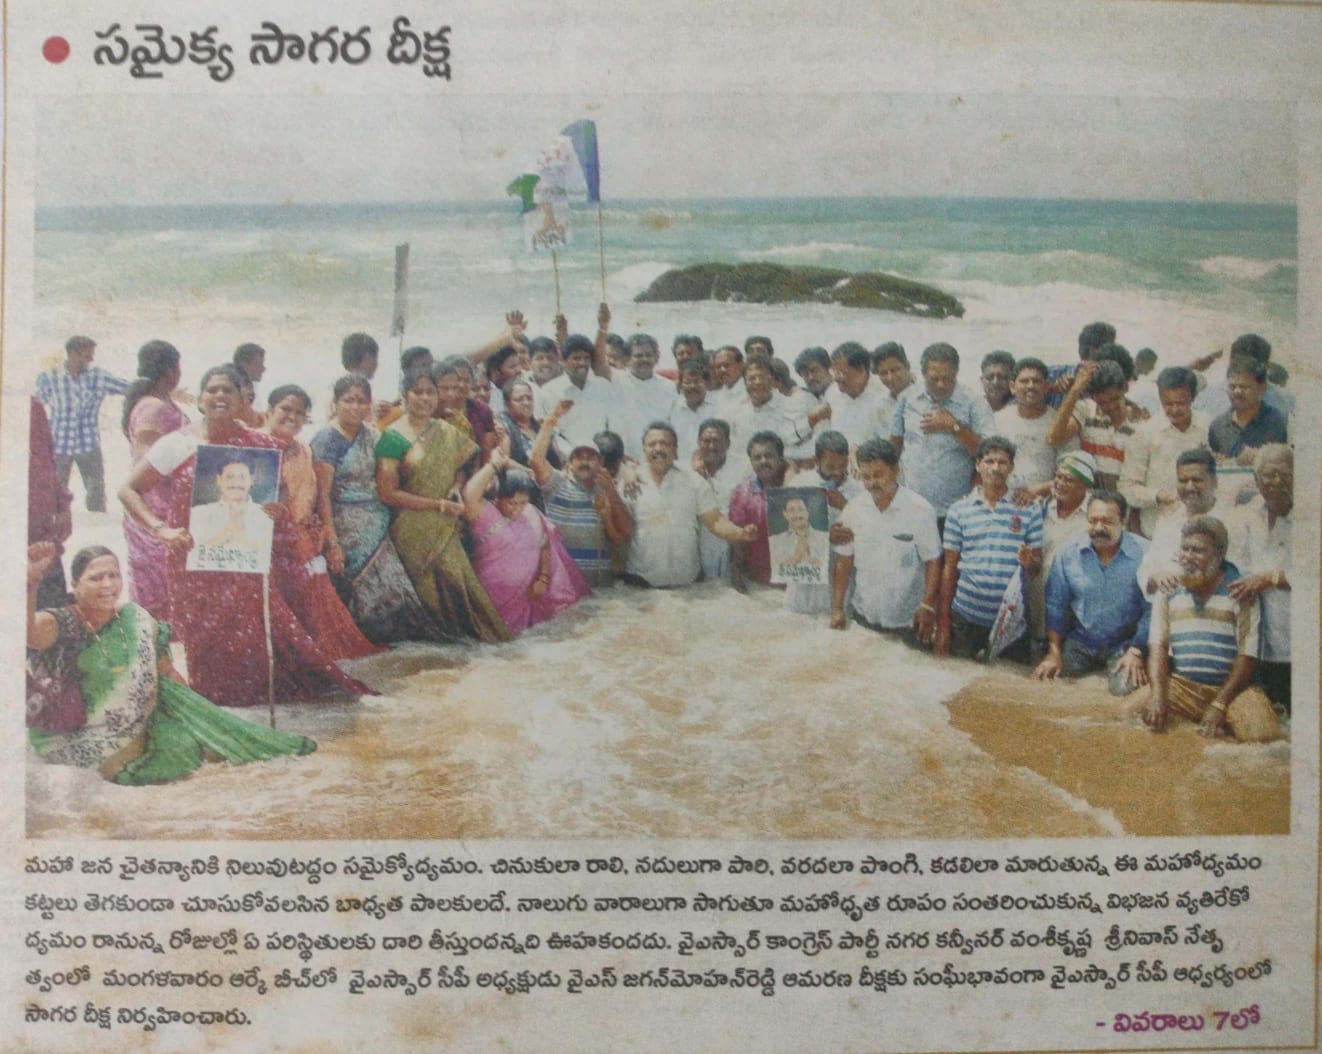 సమైక్య సాగర దీక్ష
జై సమైఖ్యాంధ్ర
జై సమైఖ్యాంధ్ర
మహా జన చైతన్యానికి నిలువుటద్దం సమైక్యోద్యమం. చినుకులా రాలి, నదులుగా పారి, వరదలా పొంగి, కడలిలా మారుతున్న ఈ మహోద్యమం
కట్టలు తెగకుండా చూసుకోవలసిన బాధ్యత పాలకులదే. నాలుగు వారాలుగా సాగుతూ మహోధృత రూపం సంతరించుకున్న విభజన వ్యతిరేకో
ద్యమం రానున్న రోజుల్లో ఏ పరిస్థితులకు దారి తీస్తుందన్నది ఊహకందదు. వైఎస్సార్ కాంగ్రెస్ పార్టీ నగర కన్వీనర్ వంశీకృష్ణ శ్రీనివాస్ నేతృ
త్వంలో మంగళవారం ఆర్కే బీచ్‌లో వైఎస్సార్ సీపీ అధ్యక్షుడు వైఎస్ జగన్‌మోహన్‌రెడ్డి ఆమరణ దీక్షకు సంఘీభావంగా వైఎస్సార్ సీపీ ఆధ్వర్యంలో
సాగర దీక్ష నిర్వహించారు.
- వివరాలు 7లో